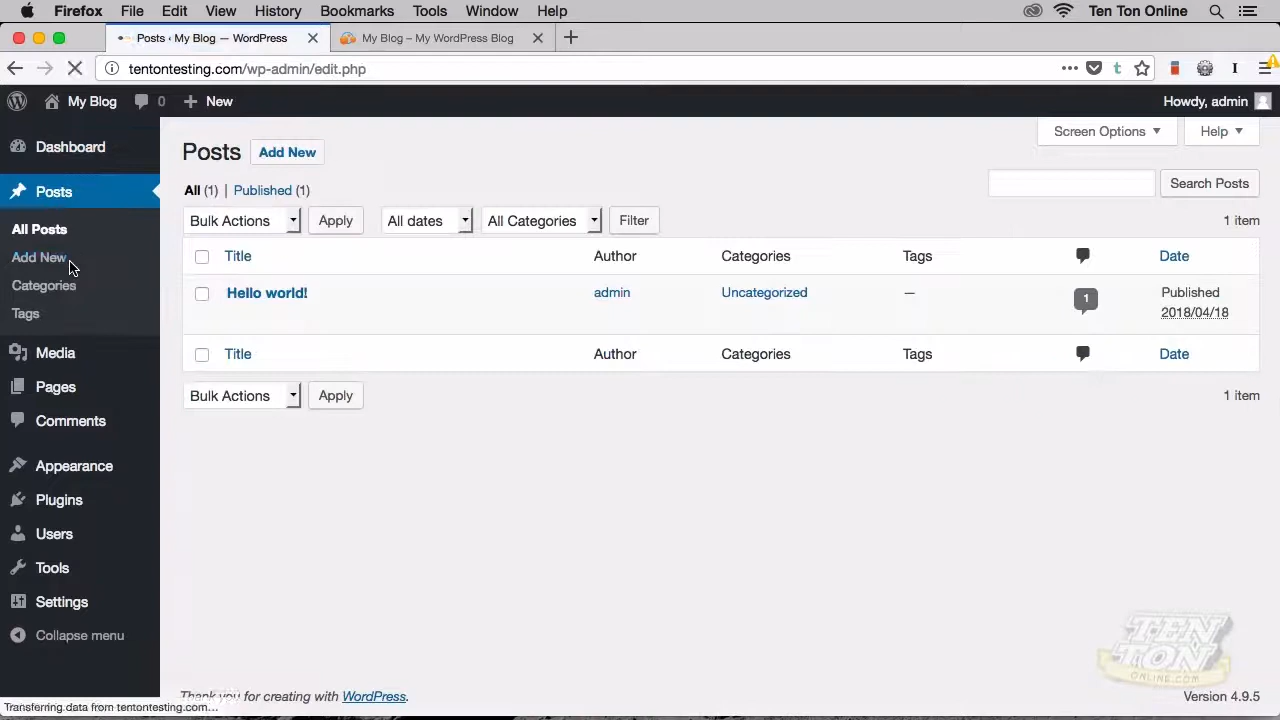 Firefox File Edit View History Bookmarks Tools Window Help Ten Ton Online
Posts ‹ My Blog — WordPress My Blog – My WordPress Blog
tentontesting.com/wp-admin/edit.php
My Blog 0 New Howdy, admin
Screen Options Help
Dashboard
Posts Add New
Posts
All (1) | Published (1) Search Posts
Bulk Actions Apply All dates All Categories Filter 1 item
All Posts
Add New
Categories
Tags
Title Author Categories Tags Date
Hello world! admin Uncategorized — 1 Published
2018/04/18
Title Author Categories Tags Date
Bulk Actions Apply 1 item
Media
Pages
Comments
Appearance
Plugins
Users
Tools
Settings
Collapse menu
TEN TON
ONLINE.COM
Thank you for creating with WordPress. Version 4.9.5
Transferring data from tentontesting.com...